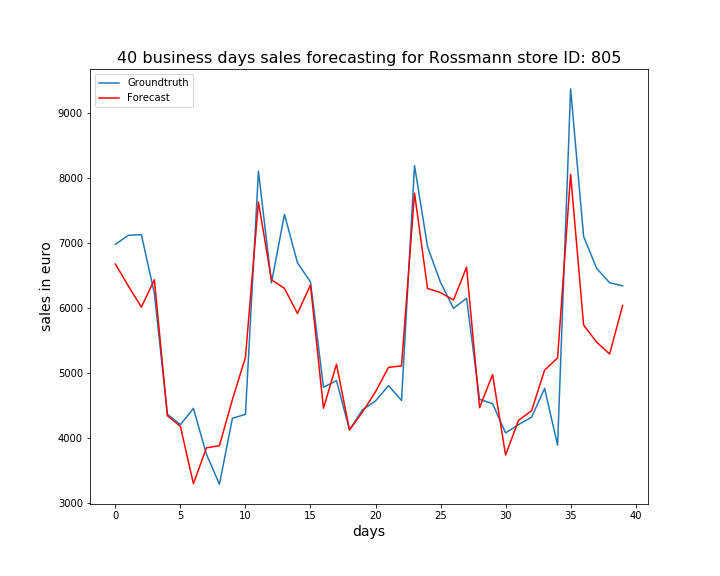 40 business days sales forecasting for Rossmann store ID: 805
Groundtruth
Forecast
9000
8000
7000
6000
5000
4000
3000
sales in euro
0 5 10 15 20 25 30 35 40
days